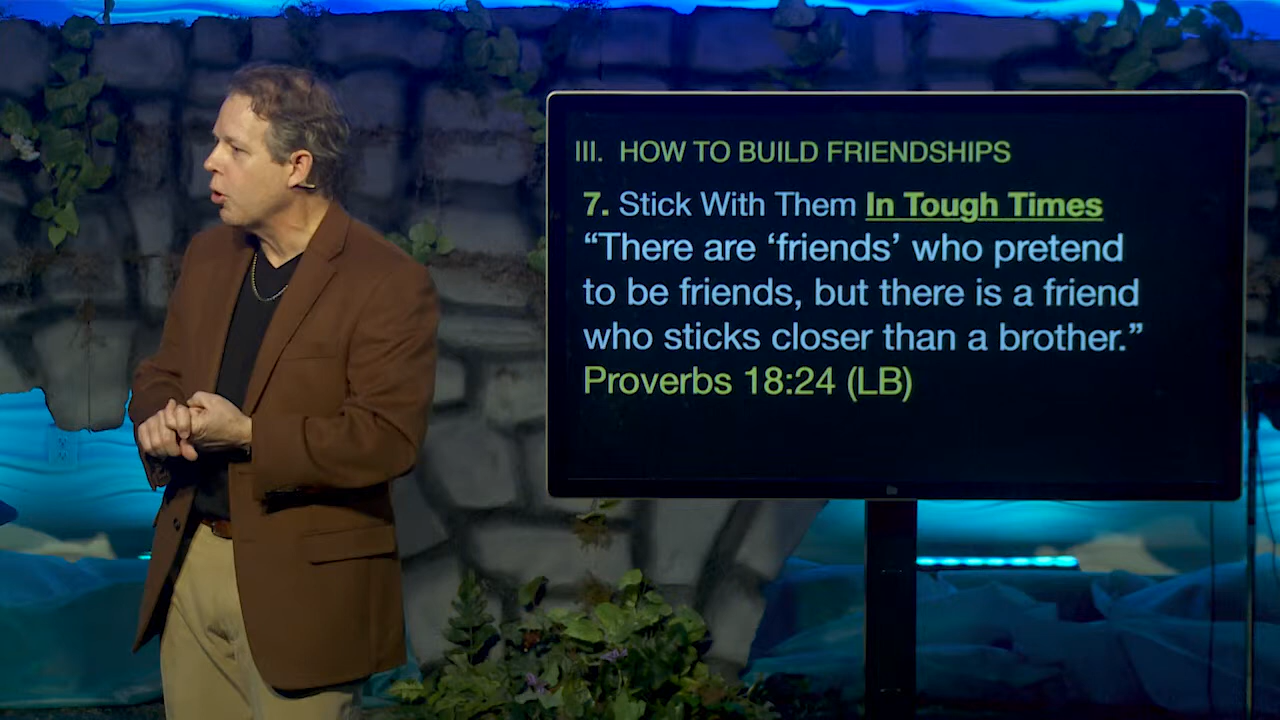 III. HOW TO BUILD FRIENDSHIPS
7. Stick With Them In Tough Times
“There are ‘friends’ who pretend
to be friends, but there is a friend
who sticks closer than a brother.”
Proverbs 18:24 (LB)